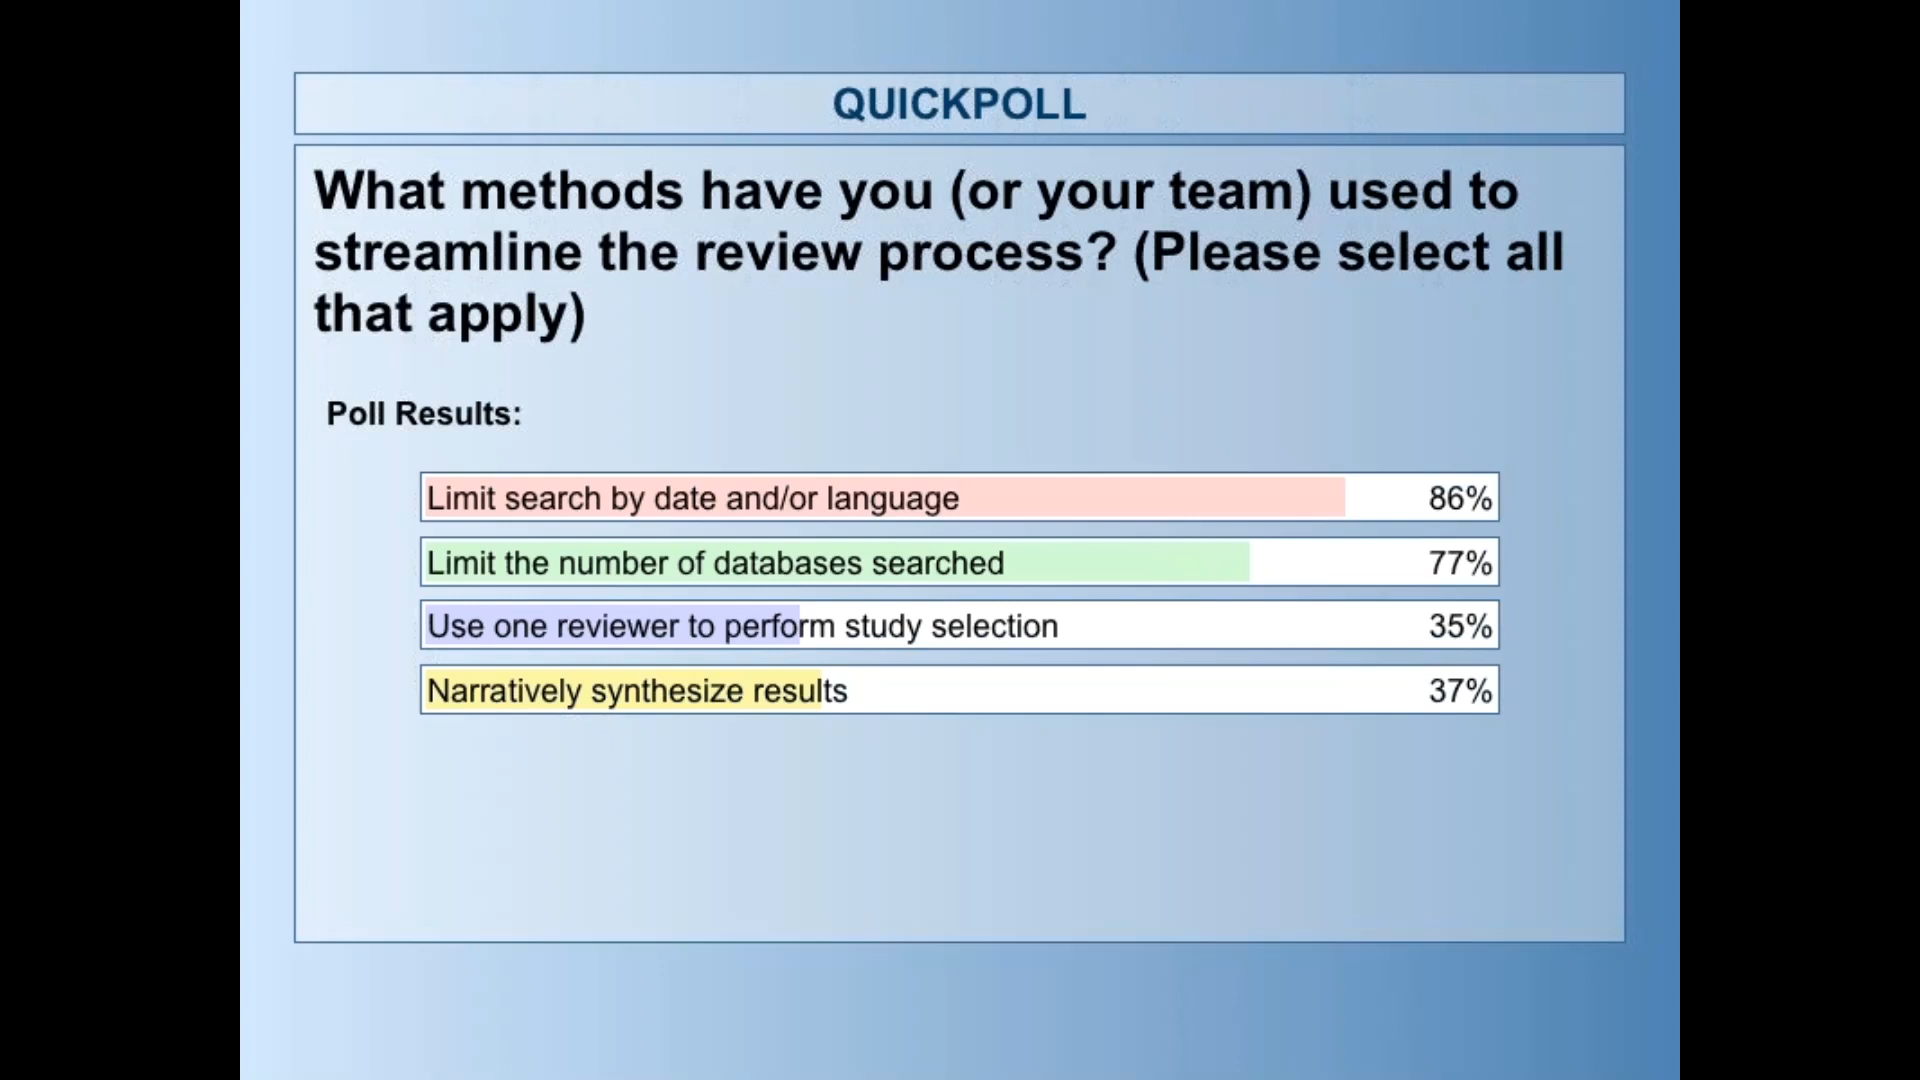 QUICKPOLL
What methods have you (or your team) used to
streamline the review process? (Please select all
that apply)
Poll Results:
Limit search by date and/or language 86%
Limit the number of databases searched 77%
Use one reviewer to perform study selection 35%
Narratively synthesize results 37%